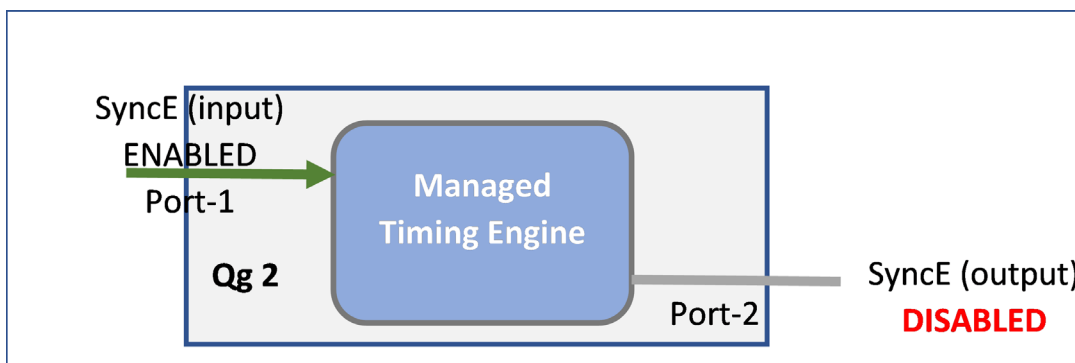 SyncE (input)
ENABLED
Port-1
Managed
Timing Engine
Qg 2
Port-2
SyncE (output)
DISABLED